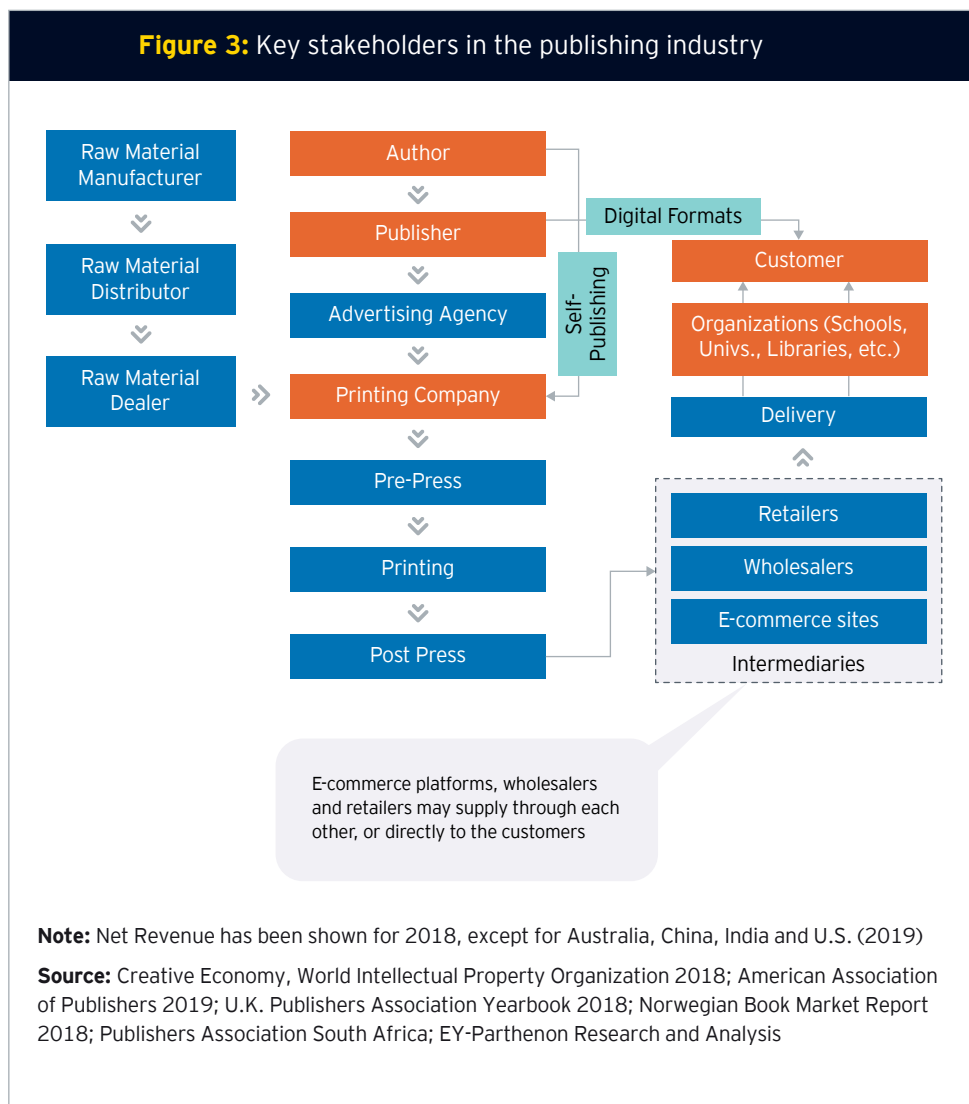 Figure 3: Key stakeholders in the publishing industry
Raw Material
Manufacturer
Raw Material
Distributor
Raw Material
Dealer
Author
Publisher
Advertising Agency
Printing Company
Pre-Press
Printing
Post Press
Self-
Publishing
Digital Formats
Customer
Organizations (Schools,
Univs., Libraries, etc.)
Delivery
Retailers
Wholesalers
E-commerce sites
Intermediaries
E-commerce platforms, wholesalers
and retailers may supply through each
other, or directly to the customers
Note: Net Revenue has been shown for 2018, except for Australia, China, India and U.S. (2019)
Source: Creative Economy, World Intellectual Property Organization 2018; American Association
of Publishers 2019; U.K. Publishers Association Yearbook 2018; Norwegian Book Market Report
2018; Publishers Association South Africa; EY-Parthenon Research and Analysis